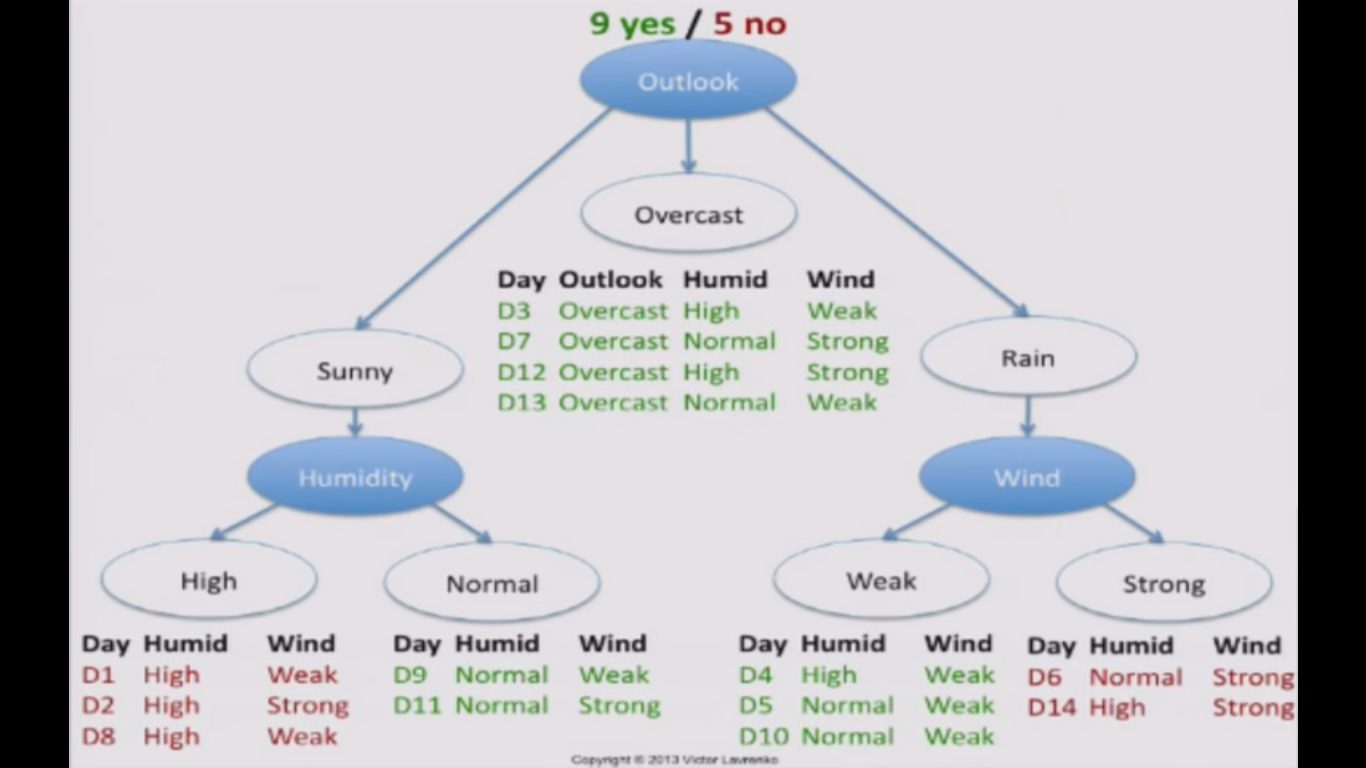 9 yes / 5 no
Outlook
Overcast
Day Outlook Humid Wind
D3 Overcast High Weak
D7 Overcast Normal Strong
D12 Overcast High Strong
D13 Overcast Normal Weak
Sunny
Rain
Humidity
Wind
High
Normal
Weak
Strong
Day Humid Wind
D1 High Weak
D2 High Strong
D8 High Weak
Day Humid Wind
D9 Normal Weak
D11 Normal Strong
Day Humid Wind
D4 High Weak
D5 Normal Weak
D10 Normal Weak
Day Humid Wind
D6 Normal Strong
D14 High Strong
Copyright © 2013 Victor Lavrenko